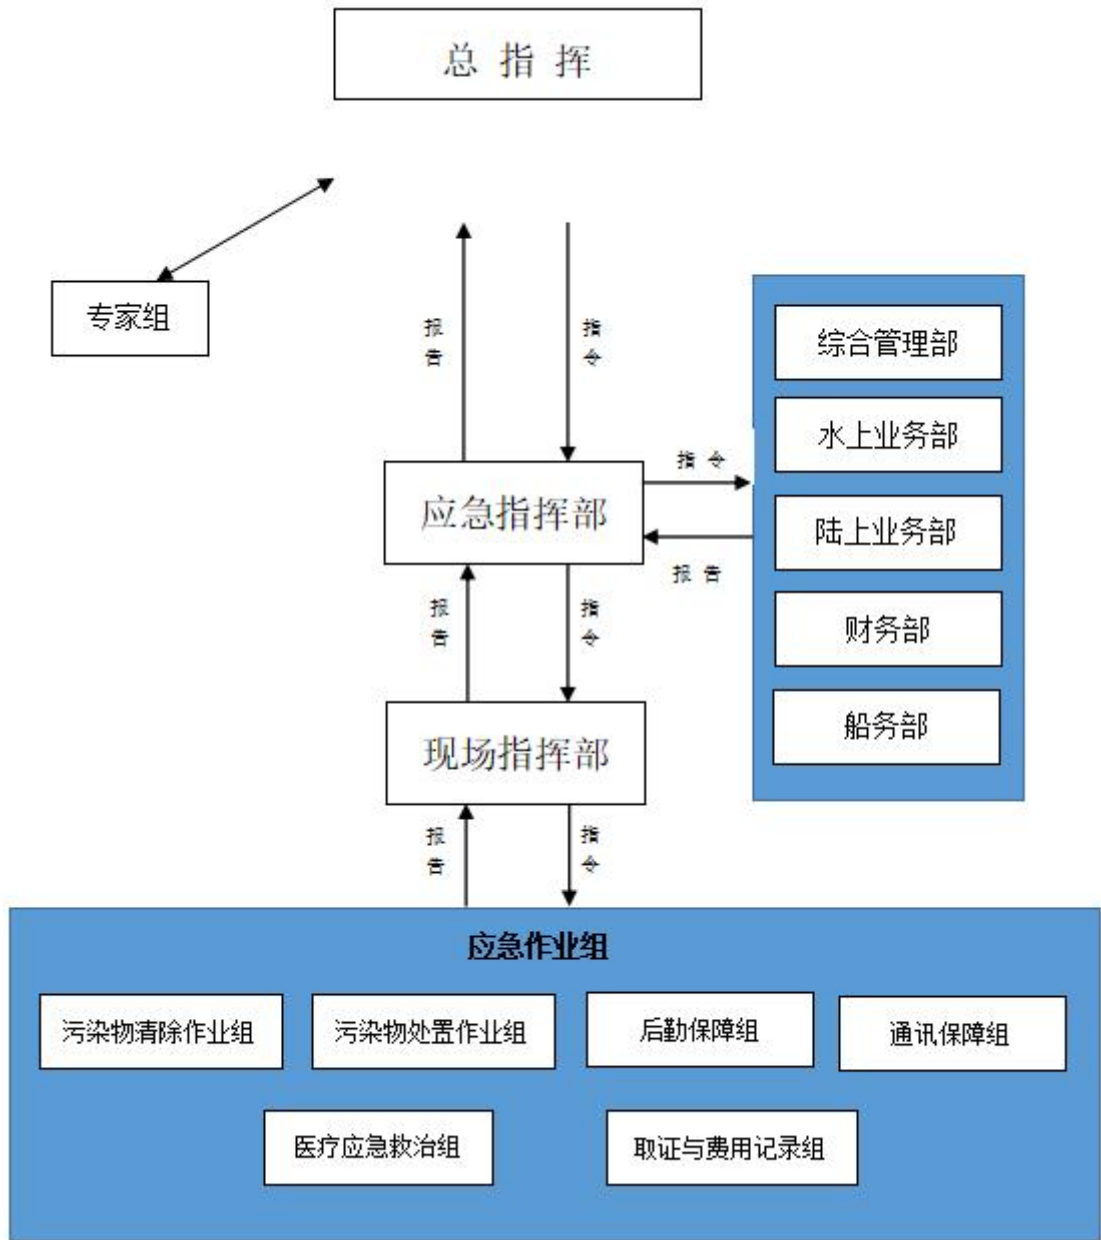 总 指 挥
专家组
报告
指令
综合管理部
水上业务部
指 令
应急指挥部
陆上业务部
报 告
报告
指令
财务部
船务部
现场指挥部
报告
指令
应急作业组
污染物清除作业组
污染物处置作业组
后勤保障组
通讯保障组
医疗应急救治组
取证与费用记录组